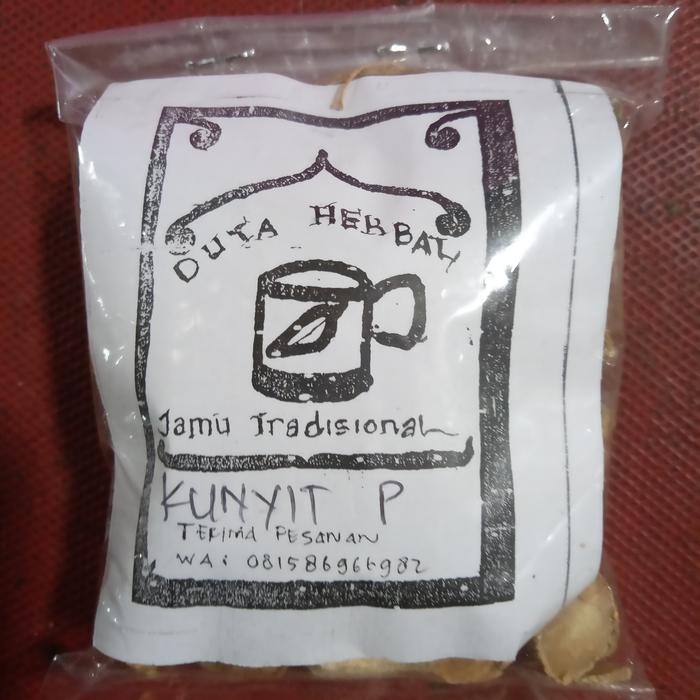 DUTA HERBAL
Jamu Tradisional
KUNYIT P
TERIMA PESANAN
WA: 081586966982